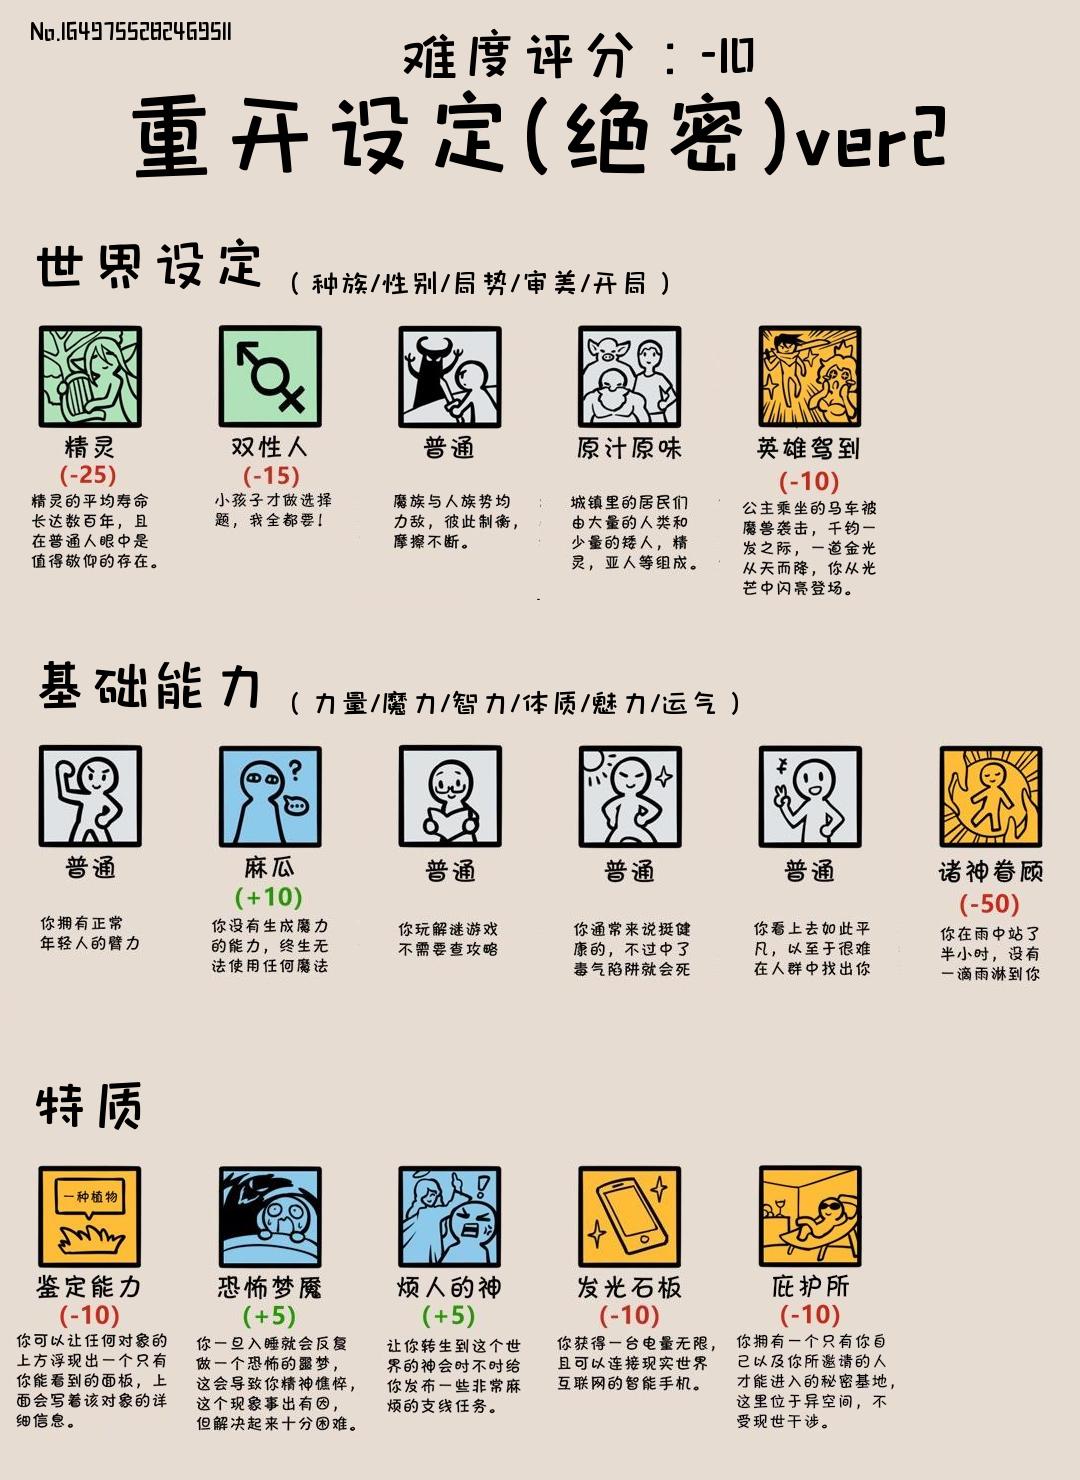 No.1649755282469511
难度评分：-10
重开设定(绝密)ver2
世界设定（种族/性别/局势/审美/开局）
精灵
(-25)
精灵的平均寿命
长达数百年，且
在普通人眼中是
值得敬仰的存在。
双性人
(-15)
小孩子才做选择
题，我全都要！
普通
魔族与人族势均
力敌，彼此制衡，
摩擦不断。
原汁原味
城镇里的居民们
由大量的人类和
少量的矮人，精
灵，亚人等组成。
英雄驾到
(-10)
公主乘坐的马车被
魔兽袭击，千钧一
发之际，一道金光
从天而降，你从光
芒中闪亮登场。
基础能力（力量/魔力/智力/体质/魅力/运气）
普通
你拥有正常
年轻人的臂力
麻瓜
(+10)
你没有生成魔力
的能力，终生无
法使用任何魔法
普通
你玩解谜游戏
不需要查攻略
普通
你通常来说挺健
康的，不过中了
毒气陷阱就会死
普通
你看上去如此平
凡，以至于很难
在人群中找出你
诸神眷顾
(-50)
你在雨中站了
半小时，没有
一滴雨淋到你
特质
一种植物
鉴定能力
(-10)
你可以让任何对象的
上方浮现出一个只有
你能看到的面板，上
面会写着该对象的详
细信息。
恐怖梦魇
(+5)
你一旦入睡就会反复
做一个恐怖的噩梦，
这会导致你精神憔悴，
这个现象事出有因，
但解决起来十分困难。
烦人的神
(+5)
让你转生到这个世
界的神会时不时给
你发布一些非常麻
烦的支线任务。
发光石板
(-10)
你获得一台电量无限，
且可以连接现实世界
互联网的智能手机。
庇护所
(-10)
你拥有一个只有你自
己以及你所邀请的人
才能进入的秘密基地，
这里位于异空间，不
受现世干涉。